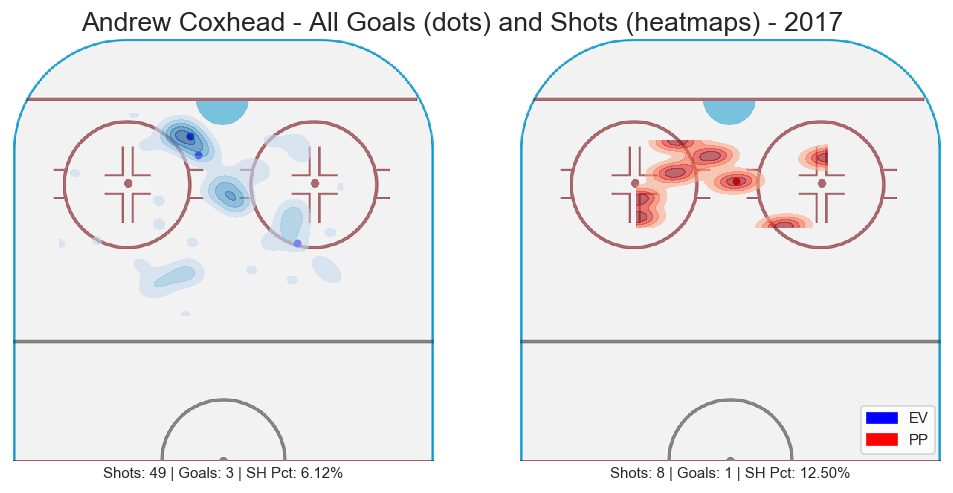 Andrew Coxhead - All Goals (dots) and Shots (heatmaps) - 2017
EV
PP
Shots: 49 | Goals: 3 | SH Pct: 6.12%
Shots: 8 | Goals: 1 | SH Pct: 12.50%